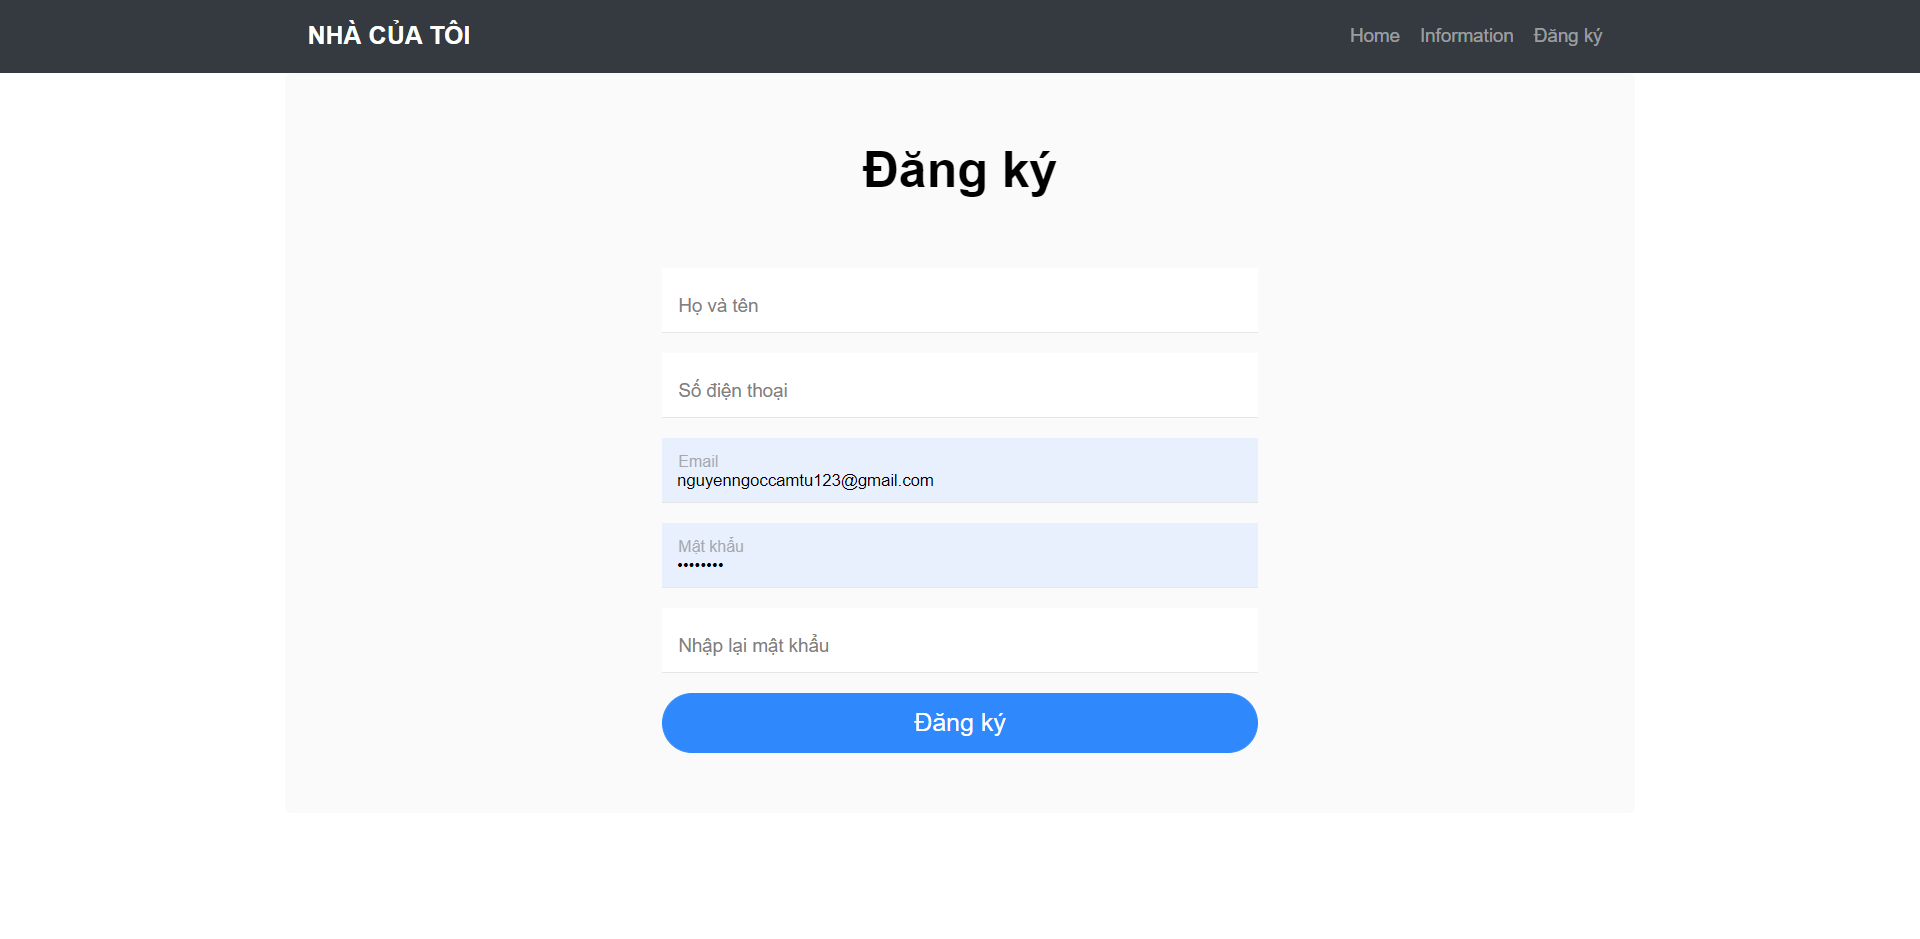 NHÀ CỦA TÔI
Home Information Đăng ký
Đăng ký
Họ và tên
Số điện thoại
Email
nguyenngoccamtu123@gmail.com
Mật khẩu
••••••••
Nhập lại mật khẩu
Đăng ký